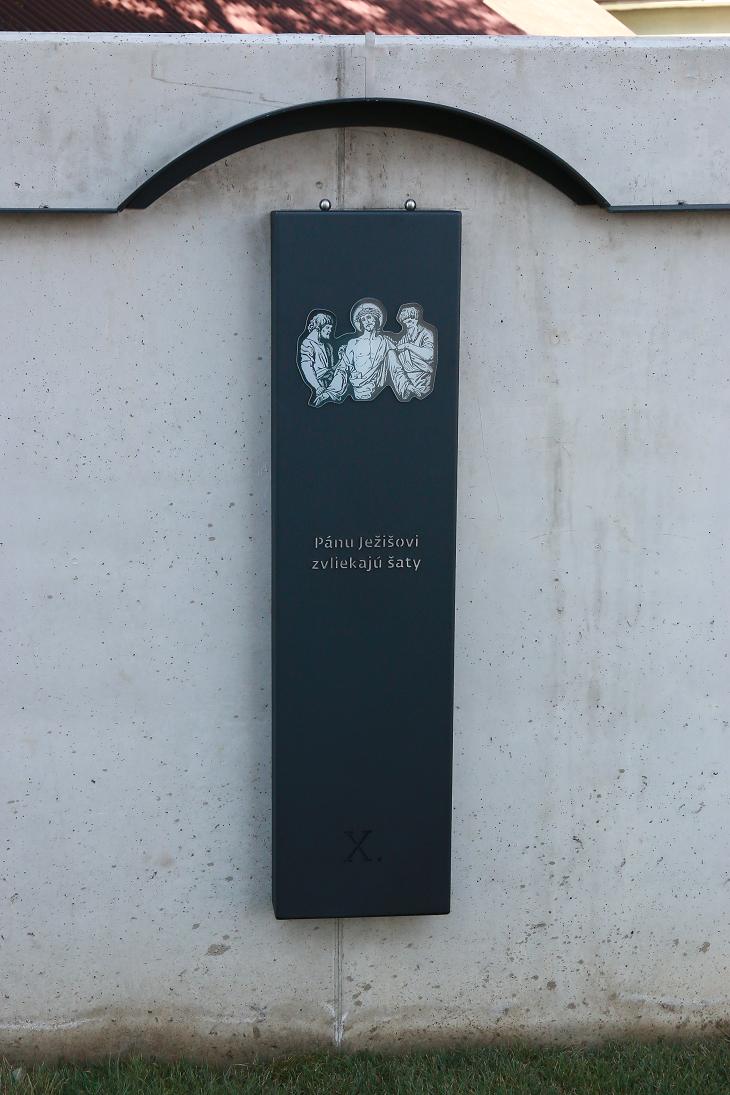 Pánu Ježišovi
zvliekajú šaty
X.